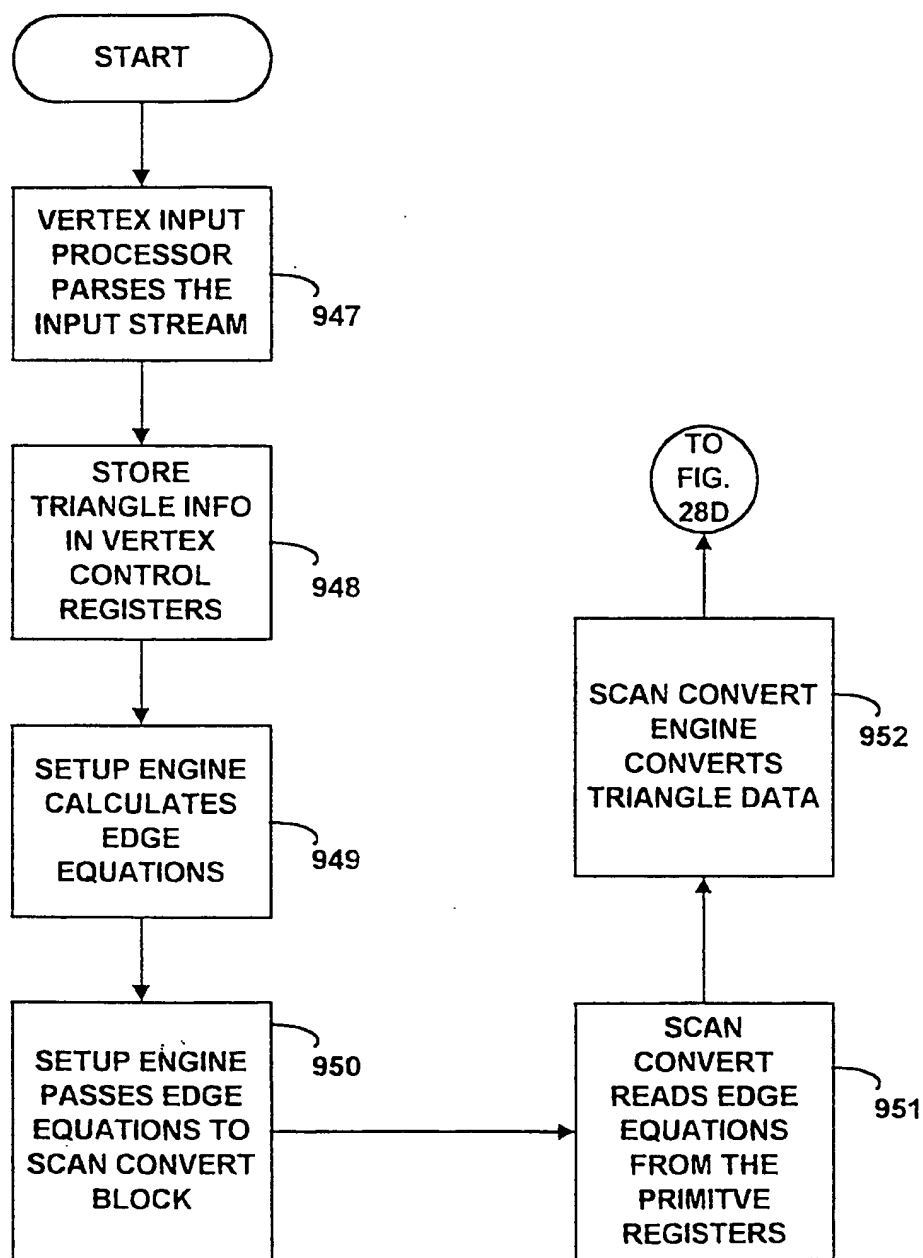 START
VERTEX INPUT
PROCESSOR
PARSES THE
INPUT STREAM
947
STORE
TRIANGLE INFO
IN VERTEX
CONTROL
REGISTERS
948
SETUP ENGINE
CALCULATES
EDGE
EQUATIONS
949
SETUP ENGINE
PASSES EDGE
EQUATIONS TO
SCAN CONVERT
BLOCK
950
SCAN
CONVERT
READS EDGE
EQUATIONS
FROM THE
PRIMITVE
REGISTERS
951
SCAN CONVERT
ENGINE
CONVERTS
TRIANGLE DATA
952
TO
FIG.
28D